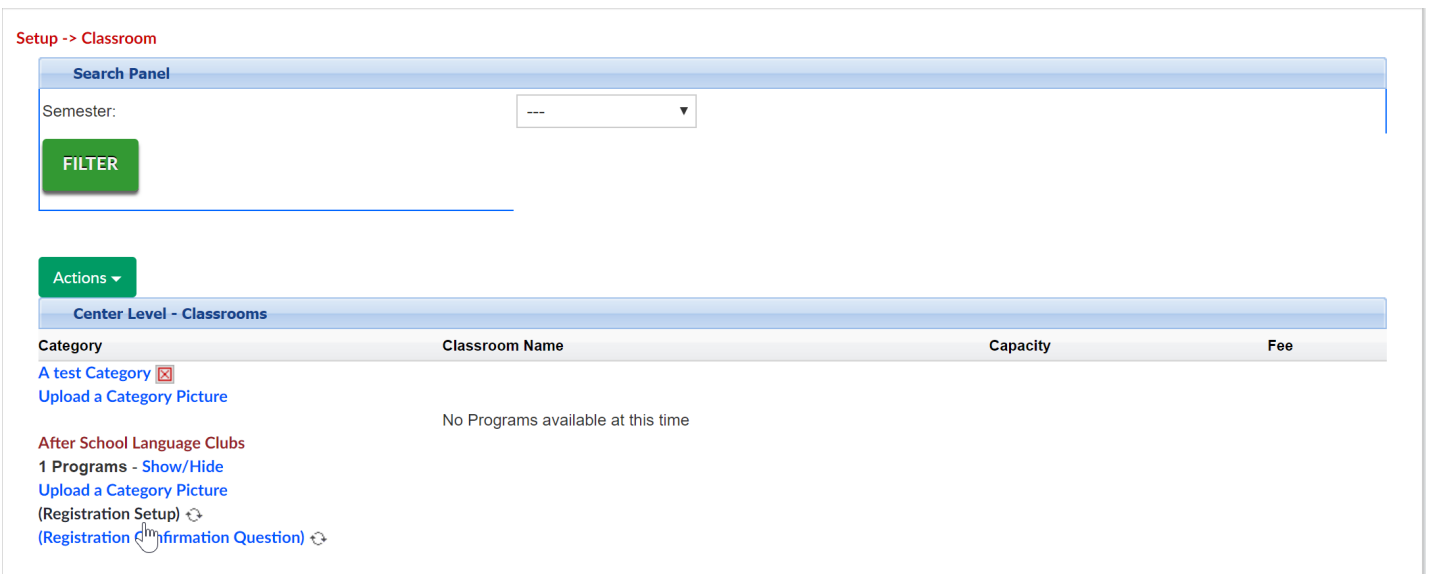 Setup -> Classroom
Search Panel
Semester: ---
FILTER
Actions
Center Level - Classrooms
Category Classroom Name Capacity Fee
A test Category
Upload a Category Picture
No Programs available at this time
After School Language Clubs
1 Programs - Show/Hide
Upload a Category Picture
(Registration Setup)
(Registration Confirmation Question)